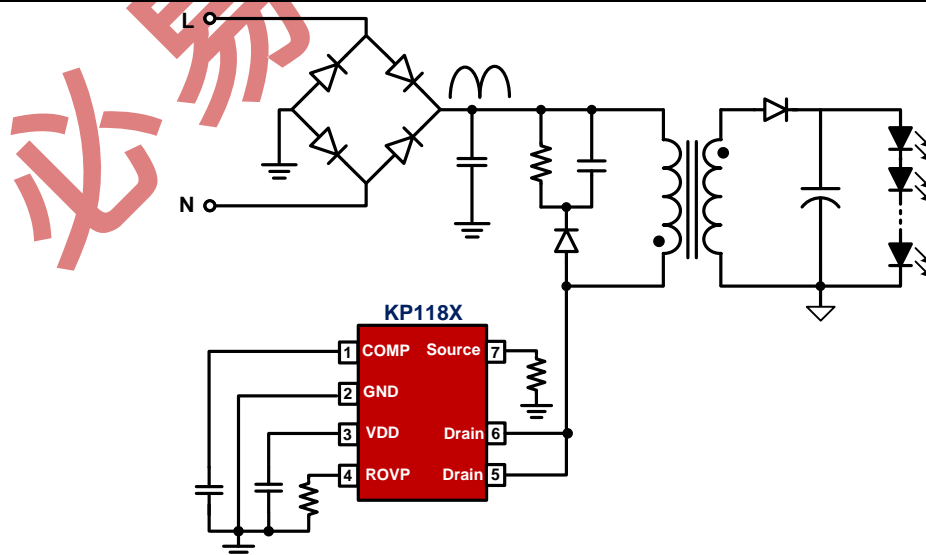 必易
L
N
KP118X
1 COMP Source 7
2 GND
3 VDD Drain 6
4 ROVP Drain 5